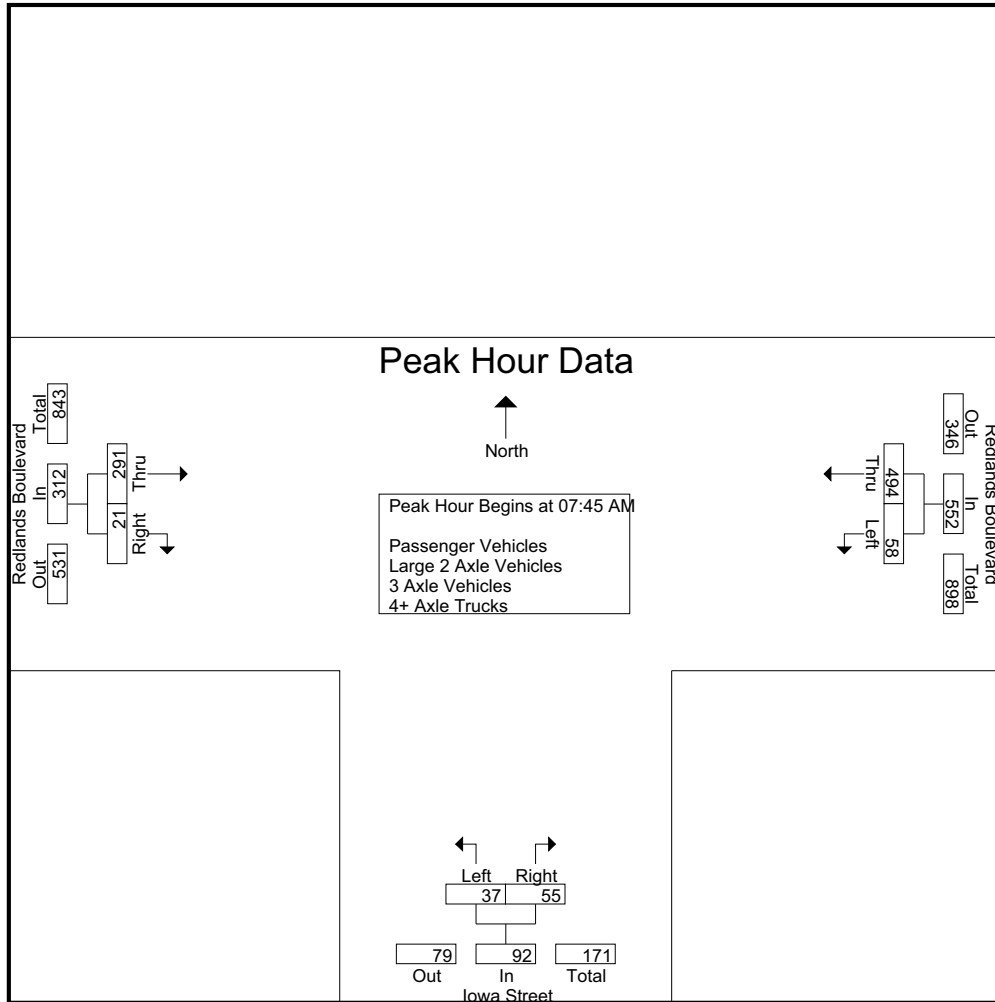 Peak Hour Data
North
Peak Hour Begins at 07:45 AM
Passenger Vehicles
Large 2 Axle Vehicles
3 Axle Vehicles
4+ Axle Trucks
Redlands Boulevard
Out In Total
531 312 843
Right Thru
21 291
Redlands Boulevard
Out In Total
346 552 898
Thru Left
494 58
Left Right
37 55
79 92 171
Out In Total
Iowa Street